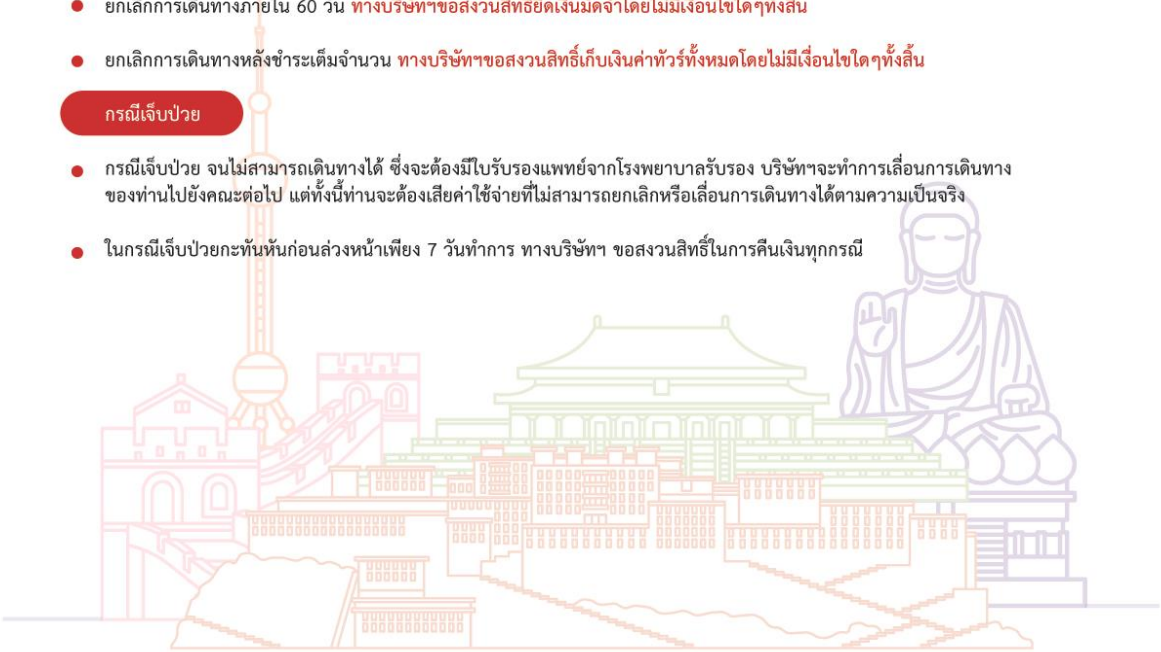 ยกเลิกการเดินทางภายใน 60 วัน ทางบริษัทฯขอสงวนสิทธิ์ยึดเงินมัดจำโดยไม่มีเงื่อนไขใดๆทั้งสิ้น
ยกเลิกการเดินทางหลังชำระเต็มจำนวน ทางบริษัทฯขอสงวนสิทธิ์เก็บเงินค่าทัวร์ทั้งหมดโดยไม่มีเงื่อนไขใดๆทั้งสิ้น
กรณีเจ็บป่วย
กรณีเจ็บป่วย จนไม่สามารถเดินทางได้ ซึ่งจะต้องมีใบรับรองแพทย์จากโรงพยาบาลรับรอง บริษัทฯจะทำการเลื่อนการเดินทาง
ของท่านไปยังคณะต่อไป แต่ทั้งนี้ท่านจะต้องเสียค่าใช้จ่ายที่ไม่สามารถยกเลิกหรือเลื่อนการเดินทางได้ตามความเป็นจริง
ในกรณีเจ็บป่วยกะทันหันก่อนล่วงหน้าเพียง 7 วันทำการ ทางบริษัทฯ ขอสงวนสิทธิ์ในการคืนเงินทุกกรณี